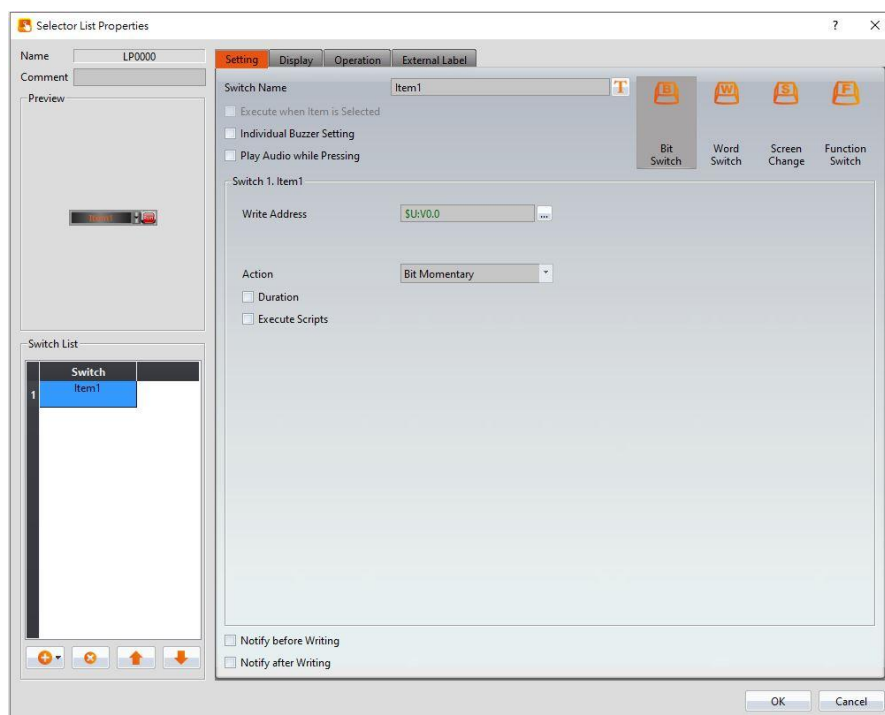 Selector List Properties
?
Name LP0000
Comment
Preview
Item1
Switch List
Switch
1 Item1
Setting Display Operation External Label
Switch Name Item1 T
Execute when Item is Selected
Individual Buzzer Setting
Play Audio while Pressing
B W S F
Bit Switch
Word Switch
Screen Change
Function Switch
Switch 1. Item1
Write Address $U:V0.0 ...
Action Bit Momentary
Duration
Execute Scripts
Notify before Writing
Notify after Writing
OK Cancel